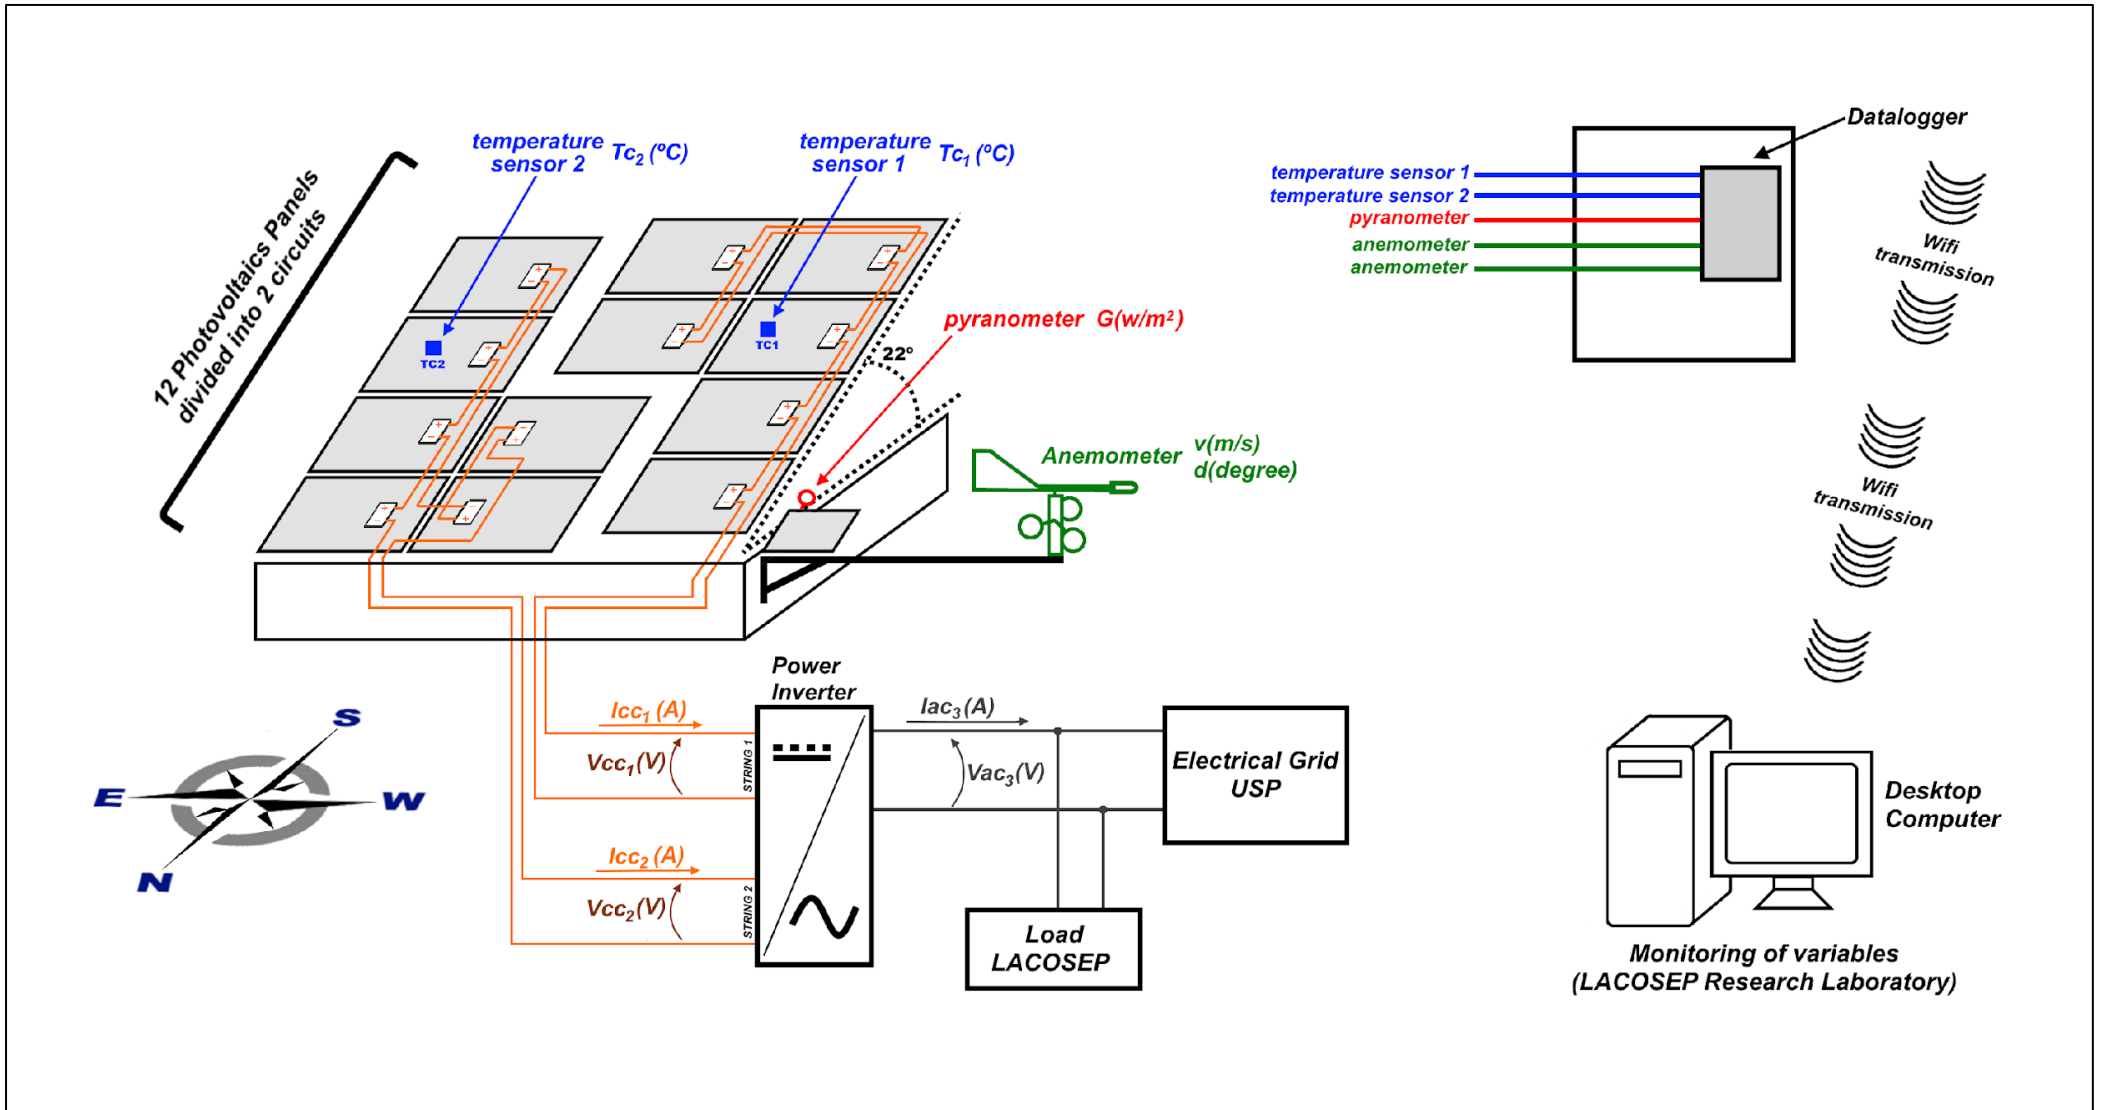 12 Photovoltaics Panels
divided into 2 circuits
temperature
sensor 2
Tc2 (ºC)
temperature
sensor 1
Tc1 (ºC)
TC2
TC1
22º
pyranometer G(w/m²)
Anemometer
v(m/s)
d(degree)
Datalogger
temperature sensor 1
temperature sensor 2
pyranometer
anemometer
anemometer
Wifi
transmission
Wifi
transmission
S
E
W
N
Power
Inverter
Icc1 (A)
Vcc1 (V)
STRING 1
Icc2 (A)
Vcc2 (V)
STRING 2
Iac3 (A)
Vac3 (V)
Electrical Grid
USP
Load
LACOSEP
Desktop
Computer
Monitoring of variables
(LACOSEP Research Laboratory)